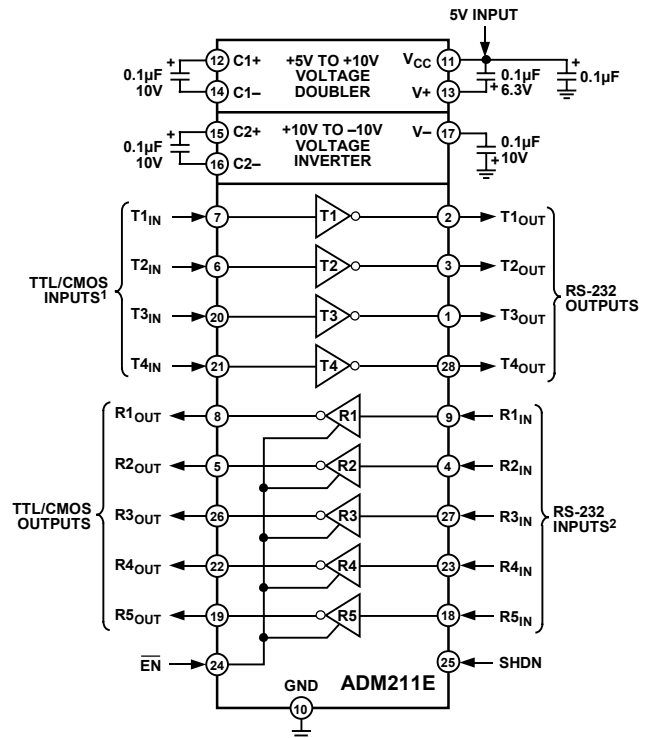 5V INPUT
0.1µF
10V
+
12
C1+
14
C1–
+5V TO +10V
VOLTAGE
DOUBLER
VCC
11
V+
13
+
0.1µF
6.3V
+
0.1µF
0.1µF
10V
+
15
C2+
16
C2–
+10V TO –10V
VOLTAGE
INVERTER
V–
17
0.1µF
+
10V
TTL/CMOS
INPUTS1
T1IN 7 T1 2 T1OUT
T2IN 6 T2 3 T2OUT
T3IN 20 T3 1 T3OUT
T4IN 21 T4 28 T4OUT
RS-232
OUTPUTS
TTL/CMOS
OUTPUTS
R1OUT 8 R1 9 R1IN
R2OUT 5 R2 4 R2IN
R3OUT 26 R3 27 R3IN
R4OUT 22 R4 23 R4IN
R5OUT 19 R5 18 R5IN
RS-232
INPUTS2
EN 24
25 SHDN
GND
10
ADM211E